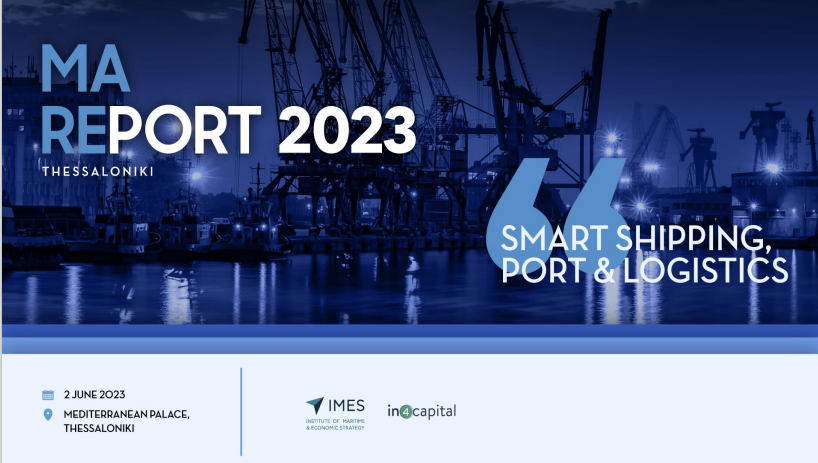 MA
REPORT 2023
THESSALONIKI
SMART SHIPPING,
PORT & LOGISTICS
2 JUNE 2023
MEDITERRANEAN PALACE,
THESSALONIKI
IMES
INSTITUTE OF MARITIME
& ECONOMIC STRATEGY
in4capital